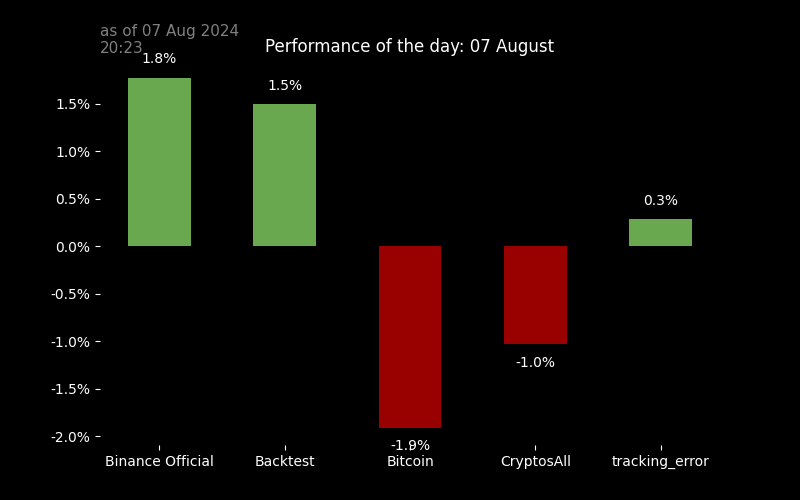 as of 07 Aug 2024
20:23
Performance of the day: 07 August
1.8%
1.5%
0.3%
-1.0%
-1.9%
1.5%
1.0%
0.5%
0.0%
-0.5%
-1.0%
-1.5%
-2.0%
Binance Official
Backtest
Bitcoin
CryptosAll
tracking_error